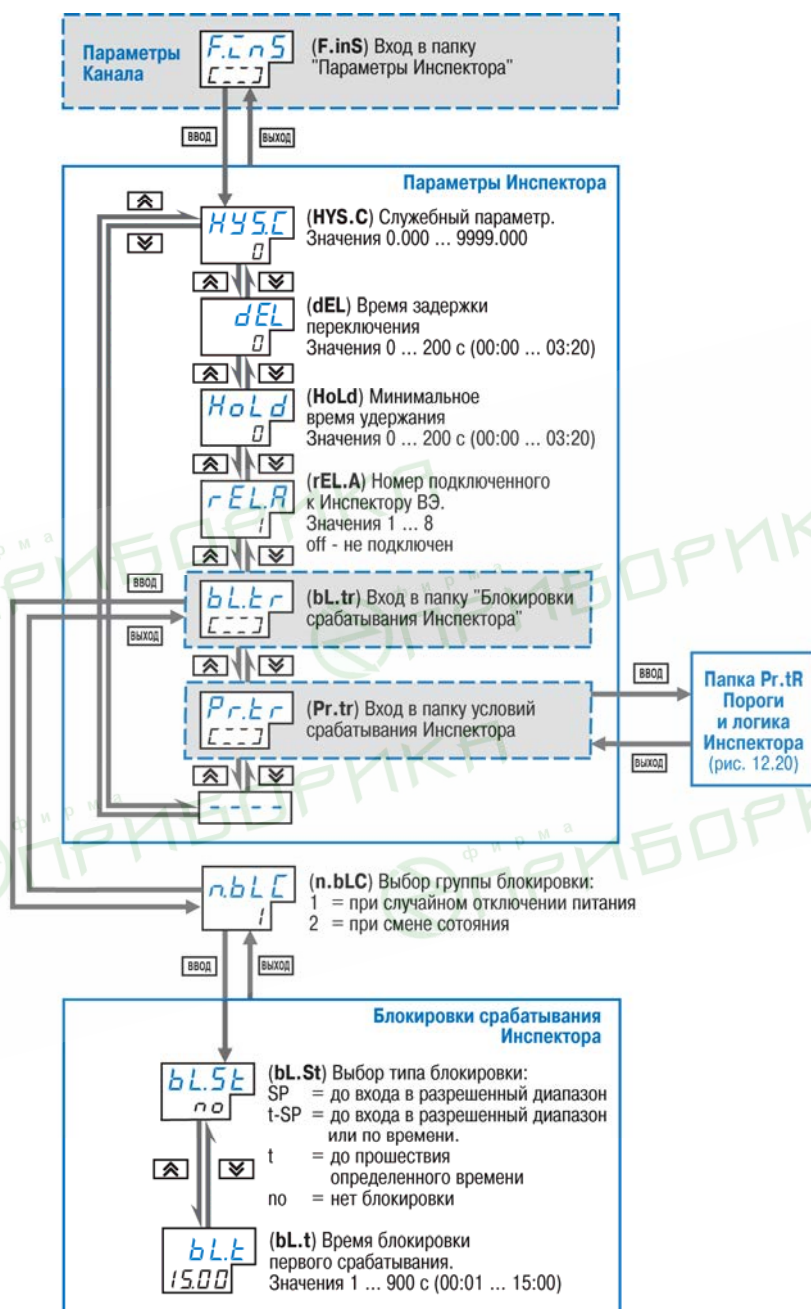 Параметры
Канала
F.inS
[---]
(F.inS) Вход в папку
"Параметры Инспектора"
ВВОД
ВЫХОД
Параметры Инспектора
HYS.C
0
(HYS.C) Служебный параметр.
Значения 0.000 ... 9999.000
dEL
0
(dEL) Время задержки
переключения
Значения 0 ... 200 с (00:00 ... 03:20)
HoLd
0
(HoLd) Минимальное
время удержания
Значения 0 ... 200 с (00:00 ... 03:20)
rEL.A
1
(rEL.A) Номер подключенного
к Инспектору ВЭ.
Значения 1 ... 8
off - не подключен
ВВОД
ВЫХОД
bL.tr
[---]
(bL.tr) Вход в папку "Блокировки
срабатывания Инспектора"
Pr.tr
[---]
(Pr.tr) Вход в папку условий
срабатывания Инспектора
ВВОД
ВЫХОД
Папка Pr.tR
Пороги
и логика
Инспектора
(рис. 12.20)
----
n.bLC
1
(n.bLC) Выбор группы блокировки:
1 = при случайном отключении питания
2 = при смене сотояния
ВВОД
ВЫХОД
Блокировки срабатывания
Инспектора
bL.St
no
(bL.St) Выбор типа блокировки:
SP = до входа в разрешенный диапазон
t-SP = до входа в разрешенный диапазон
или по времени.
t = до прошествия
определенного времени
no = нет блокировки
bL.t
15.00
(bL.t) Время блокировки
первого срабатывания.
Значения 1 ... 900 с (00:01 ... 15:00)
фирма
ПРИБОРИКА
фирма
ПРИБОРИКА